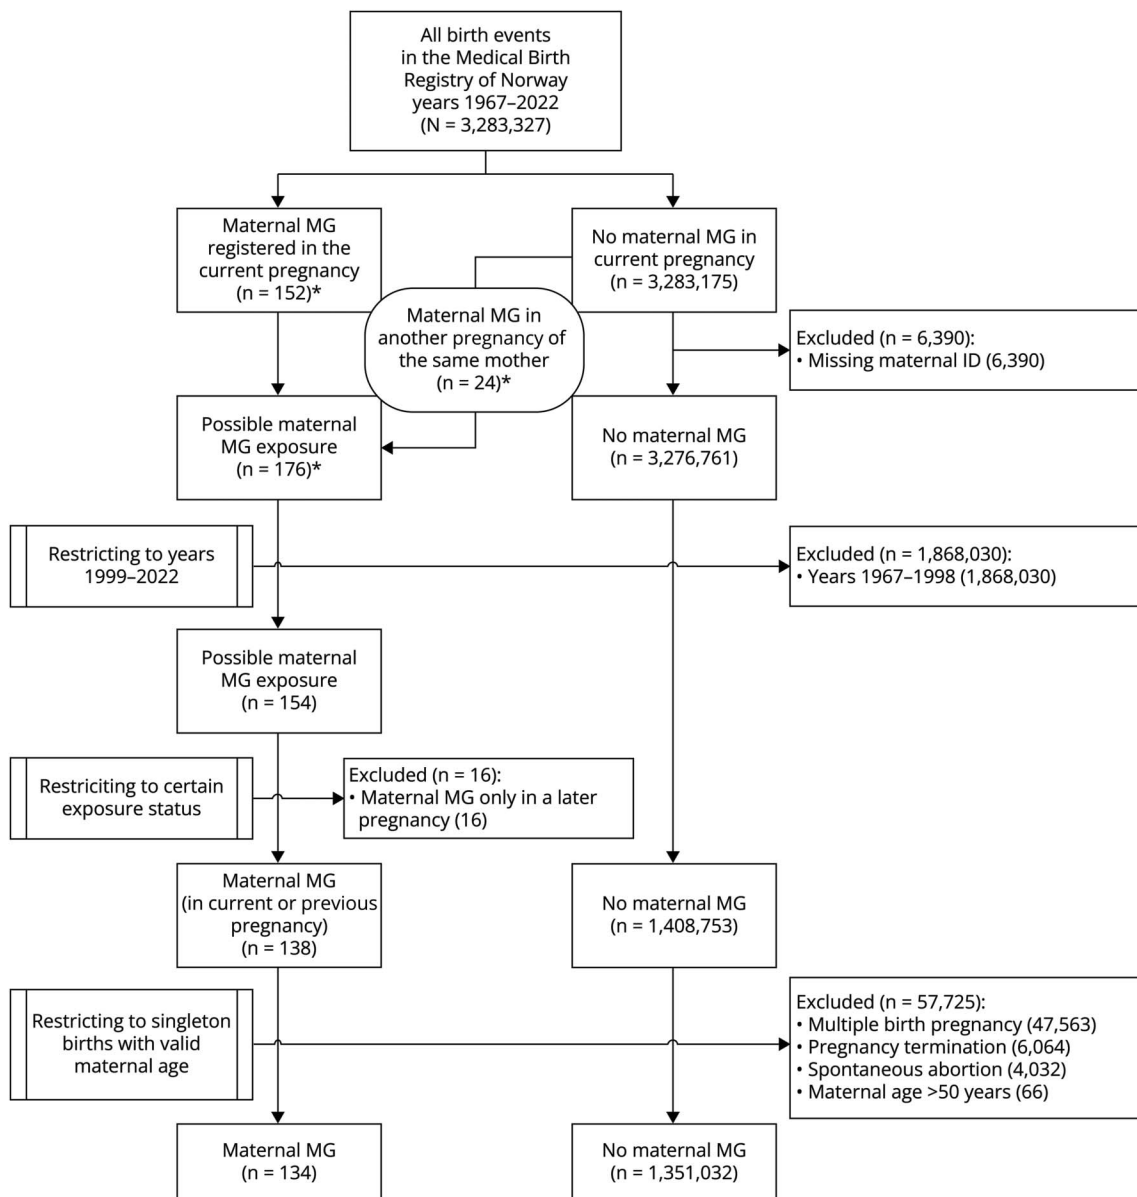 All birth events
in the Medical Birth
Registry of Norway
years 1967–2022
(N = 3,283,327)
Maternal MG
registered in the
current pregnancy
(n = 152)*
No maternal MG in
current pregnancy
(n = 3,283,175)
Maternal MG in
another pregnancy of
the same mother
(n = 24)*
Excluded (n = 6,390):
• Missing maternal ID (6,390)
Possible maternal
MG exposure
(n = 176)*
No maternal MG
(n = 3,276,761)
Restricting to years
1999–2022
Excluded (n = 1,868,030):
• Years 1967–1998 (1,868,030)
Possible maternal
MG exposure
(n = 154)
Restriciting to certain
exposure status
Excluded (n = 16):
• Maternal MG only in a later
pregnancy (16)
Maternal MG
(in current or previous
pregnancy)
(n = 138)
No maternal MG
(n = 1,408,753)
Restricting to singleton
births with valid
maternal age
Excluded (n = 57,725):
• Multiple birth pregnancy (47,563)
• Pregnancy termination (6,064)
• Spontaneous abortion (4,032)
• Maternal age >50 years (66)
Maternal MG
(n = 134)
No maternal MG
(n = 1,351,032)